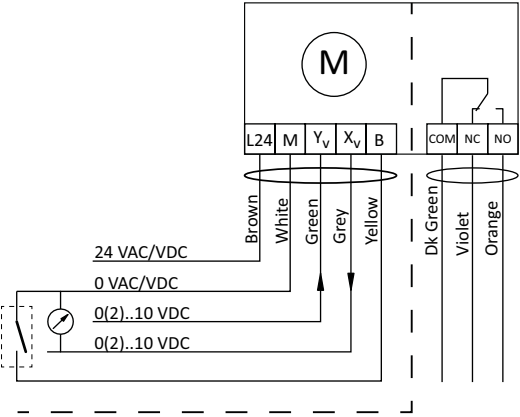 M
L24 M Yv Xv B COM NC NO
Brown
White
Green
Grey
Yellow
Dk Green
Violet
Orange
24 VAC/VDC
0 VAC/VDC
0(2)..10 VDC
0(2)..10 VDC